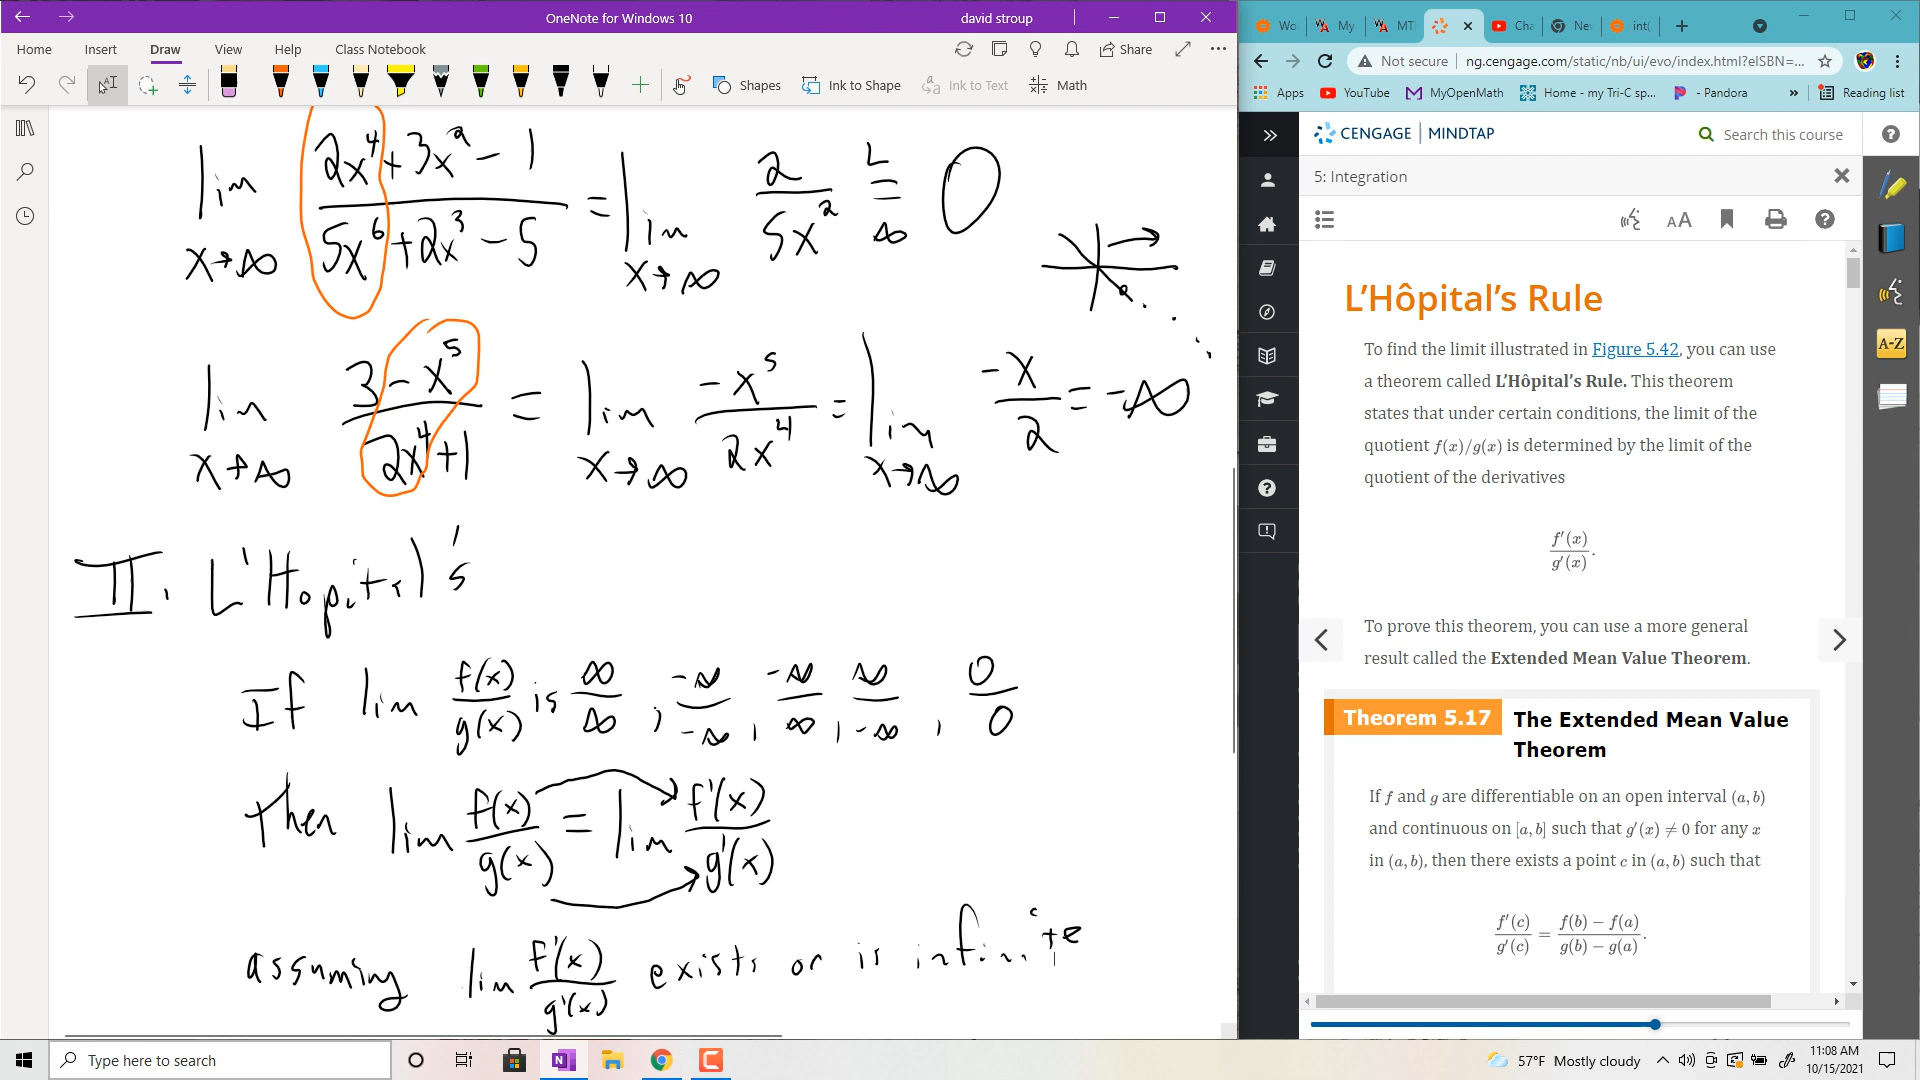 OneNote for Windows 10
david stroup
Home Insert Draw View Help Class Notebook
Share
Shapes Ink to Shape Ink to Text Math
lim x→∞ 2x⁴+3x²-1 / 5x⁶+2x³-5 = lim x→∞ 2 / 5x² L= ∞ 0
lim x→∞ 3-x⁵ / 2x⁴+1 = lim x→∞ -x⁵ / 2x⁴ = lim x→∞ -x / 2 = -∞
II. L'Hopital's
If lim f(x)/g(x) is ∞/∞, -∞/-∞, -∞/∞, ∞/-∞, 0/0
then lim f(x)/g(x) = lim f'(x)/g'(x)
assuming lim f'(x)/g'(x) exists or is infinite
Type here to search
Wo My MT Cha Ne int(
Not secure ng.cengage.com/static/nb/ui/evo/index.html?eISBN=...
Apps YouTube MyOpenMath Home - my Tri-C sp... - Pandora » Reading list
CENGAGE MINDTAP
Search this course
5: Integration
AA
A-Z
L’Hôpital’s Rule
To find the limit illustrated in Figure 5.42, you can use
a theorem called L’Hôpital’s Rule. This theorem
states that under certain conditions, the limit of the
quotient f(x)/g(x) is determined by the limit of the
quotient of the derivatives
f′(x)
g′(x).
To prove this theorem, you can use a more general
result called the Extended Mean Value Theorem.
Theorem 5.17 The Extended Mean Value
Theorem
If f and g are differentiable on an open interval (a, b)
and continuous on [a, b] such that g′(x) ≠ 0 for any x
in (a, b), then there exists a point c in (a, b) such that
f′(c)/g′(c) = f(b) − f(a)/g(b) − g(a).
57°F Mostly cloudy
11:08 AM
10/15/2021